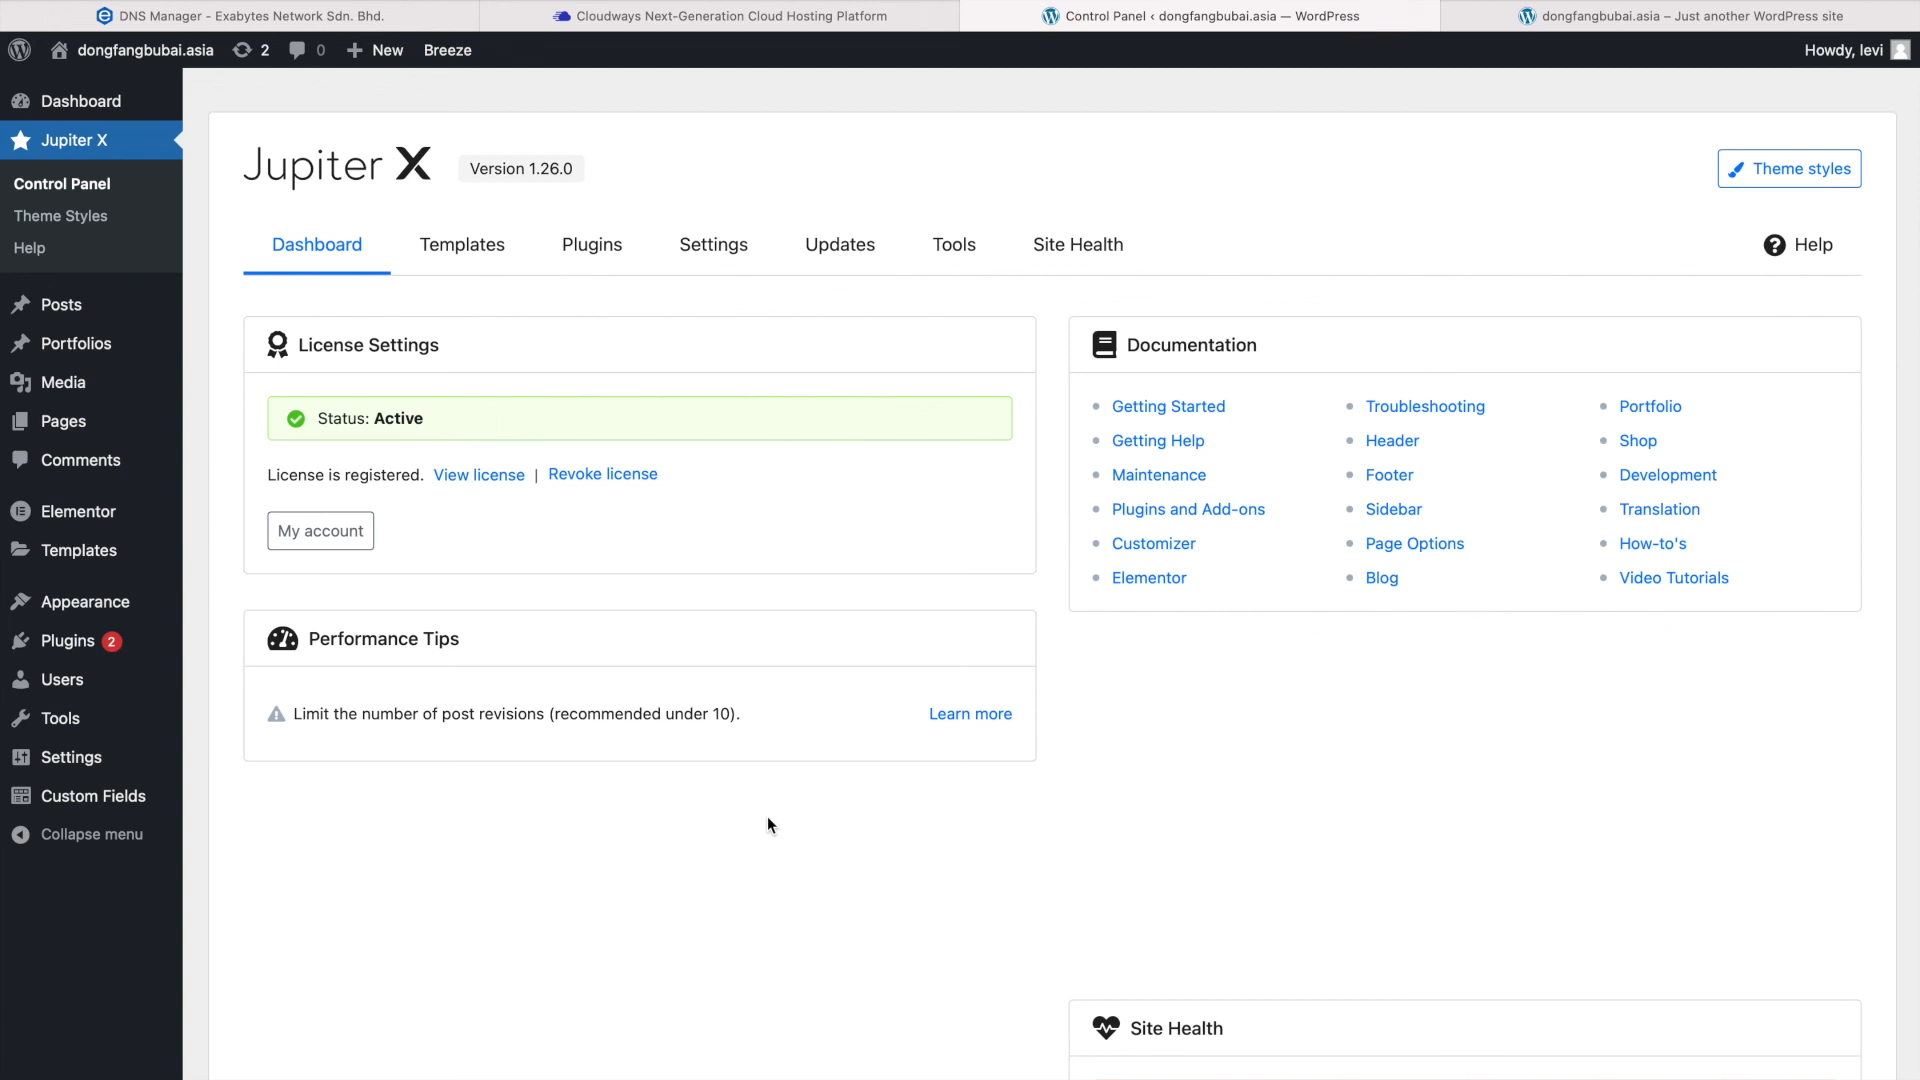 DNS Manager - Exabytes Network Sdn. Bhd.
Cloudways Next-Generation Cloud Hosting Platform
Control Panel ‹ dongfangbubai.asia — WordPress
dongfangbubai.asia – Just another WordPress site
dongfangbubai.asia 2 0 + New Breeze
Howdy, levi
Dashboard
Jupiter X
Control Panel
Theme Styles
Help
Posts
Portfolios
Media
Pages
Comments
Elementor
Templates
Appearance
Plugins 2
Users
Tools
Settings
Custom Fields
Collapse menu
Jupiter X Version 1.26.0
Theme styles
Dashboard Templates Plugins Settings Updates Tools Site Health
Help
License Settings
Status: Active
License is registered. View license | Revoke license
My account
Performance Tips
Limit the number of post revisions (recommended under 10). Learn more
Documentation
Getting Started
Getting Help
Maintenance
Plugins and Add-ons
Customizer
Elementor
Troubleshooting
Header
Footer
Sidebar
Page Options
Blog
Portfolio
Shop
Development
Translation
How-to's
Video Tutorials
Site Health